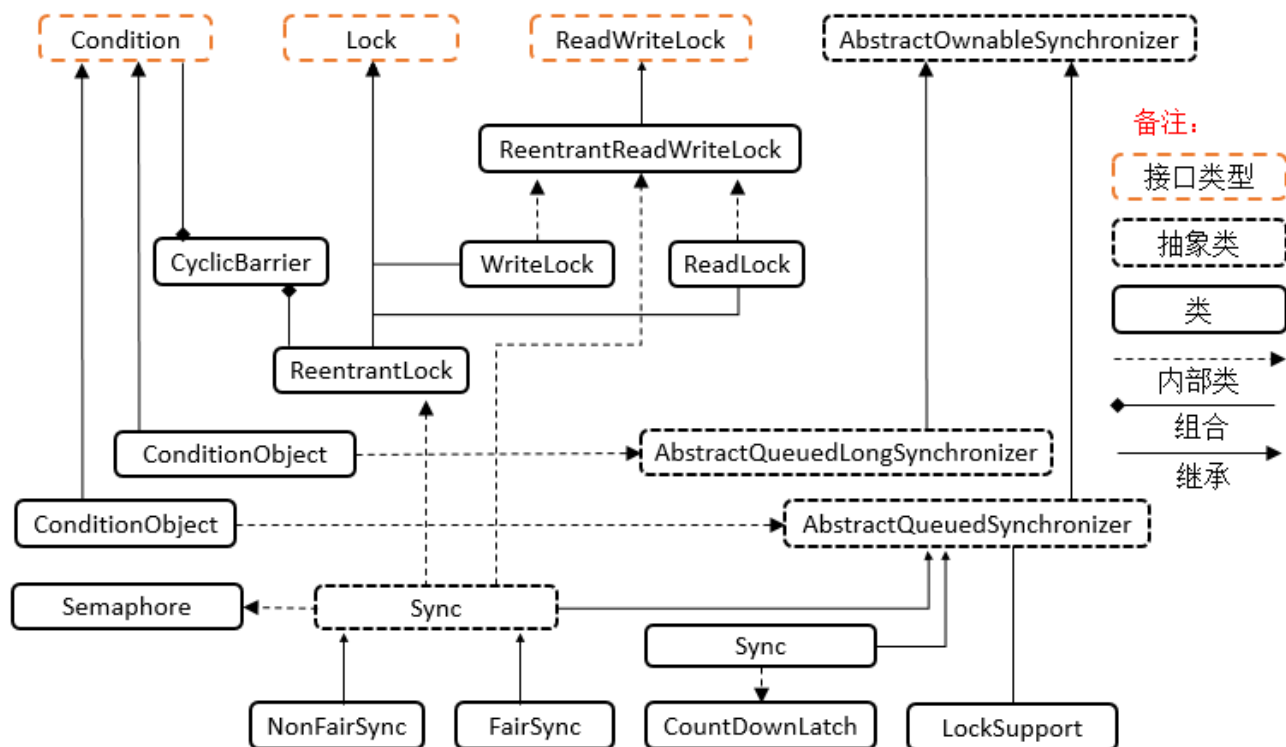 Condition
Lock
ReadWriteLock
AbstractOwnableSynchronizer
备注：
ReentrantReadWriteLock
接口类型
抽象类
CyclicBarrier
WriteLock
ReadLock
类
ReentrantLock
内部类
组合
ConditionObject
AbstractQueuedLongSynchronizer
继承
ConditionObject
AbstractQueuedSynchronizer
Semaphore
Sync
Sync
NonFairSync
FairSync
CountDownLatch
LockSupport